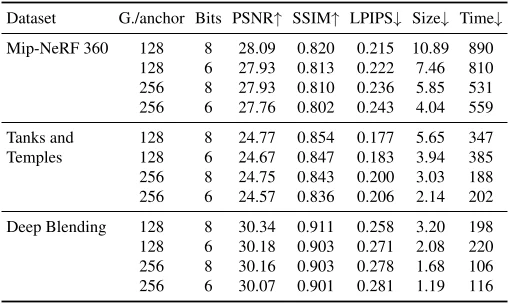 Dataset G./anchor Bits PSNR↑ SSIM↑ LPIPS↓ Size↓ Time↓
Mip-NeRF 360 128 8 28.09 0.820 0.215 10.89 890
128 6 27.93 0.813 0.222 7.46 810
256 8 27.93 0.810 0.236 5.85 531
256 6 27.76 0.802 0.243 4.04 559
Tanks and 128 8 24.77 0.854 0.177 5.65 347
Temples 128 6 24.67 0.847 0.183 3.94 385
256 8 24.75 0.843 0.200 3.03 188
256 6 24.57 0.836 0.206 2.14 202
Deep Blending 128 8 30.34 0.911 0.258 3.20 198
128 6 30.18 0.903 0.271 2.08 220
256 8 30.16 0.903 0.278 1.68 106
256 6 30.07 0.901 0.281 1.19 116